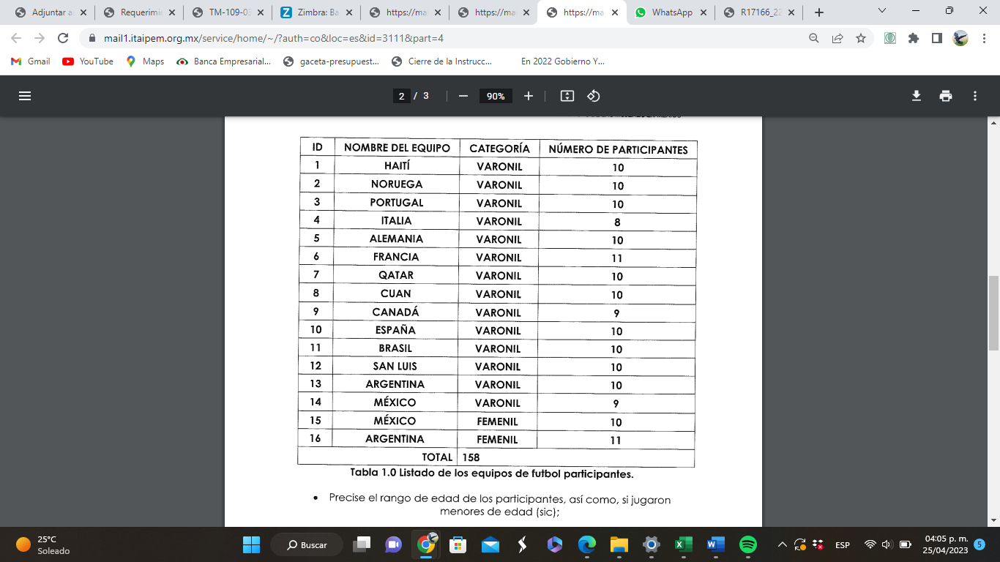 Adjuntar a
Requerimi
TM-109-03
Zimbra: Ba
https://ma
https://ma
https://ma
WhatsApp
R17166_22
mail1.itaipem.org.mx/service/home/~/?auth=co&loc=es&id=3111&part=4
Gmail YouTube Maps Banca Empresarial... gaceta-presupuest... Cierre de la Instrucc... En 2022 Gobierno Y...
2 / 3 90%
ID NOMBRE DEL EQUIPO CATEGORÍA NÚMERO DE PARTICIPANTES
1 HAITÍ VARONIL 10
2 NORUEGA VARONIL 10
3 PORTUGAL VARONIL 10
4 ITALIA VARONIL 8
5 ALEMANIA VARONIL 10
6 FRANCIA VARONIL 11
7 QATAR VARONIL 10
8 CUAN VARONIL 10
9 CANADÁ VARONIL 9
10 ESPAÑA VARONIL 10
11 BRASIL VARONIL 10
12 SAN LUIS VARONIL 10
13 ARGENTINA VARONIL 10
14 MÉXICO VARONIL 9
15 MÉXICO FEMENIL 10
16 ARGENTINA FEMENIL 11
TOTAL 158
Tabla 1.0 Listado de los equipos de futbol participantes.
• Precise el rango de edad de los participantes, así como, si jugaron
menores de edad (sic);
25°C
Soleado
Buscar
ESP
04:05 p. m.
25/04/2023
5